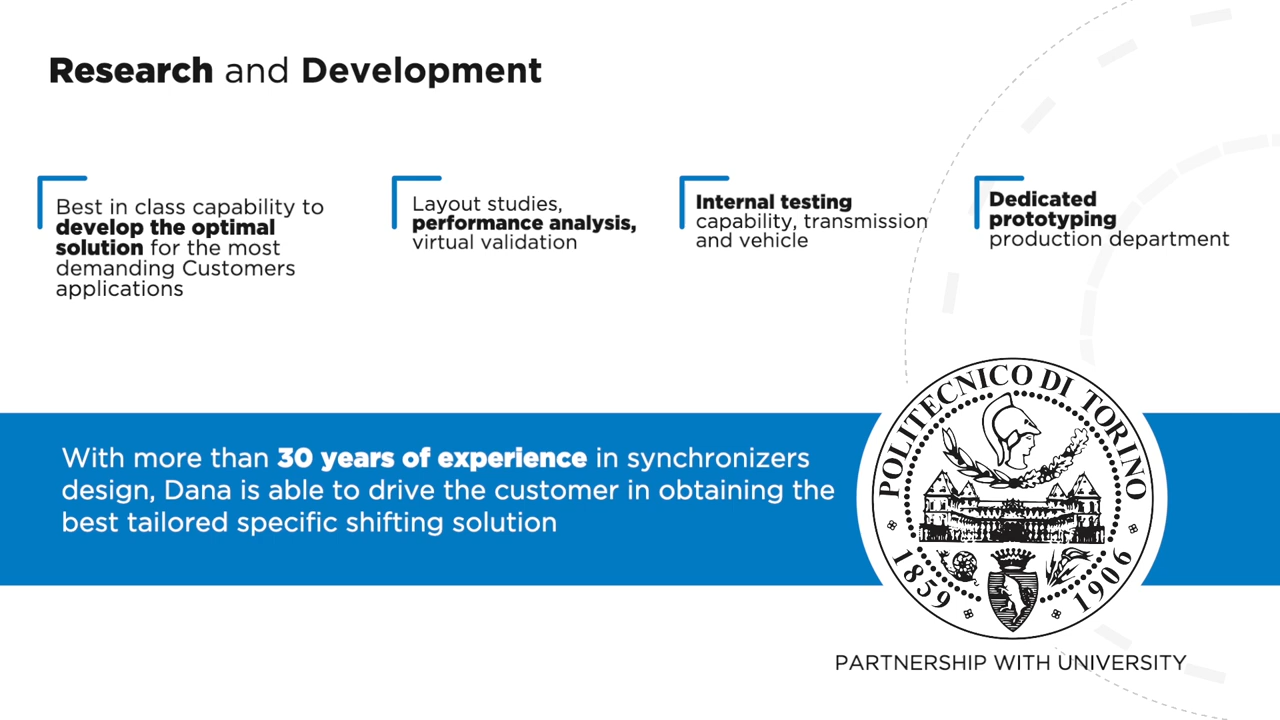 Research and Development
Best in class capability to
develop the optimal
solution for the most
demanding Customers
applications
Layout studies,
performance analysis,
virtual validation
Internal testing
capability, transmission
and vehicle
Dedicated
prototyping
production department
With more than 30 years of experience in synchronizers
design, Dana is able to drive the customer in obtaining the
best tailored specific shifting solution
POLITECNICO DI TORINO
1859 1906
PARTNERSHIP WITH UNIVERSITY